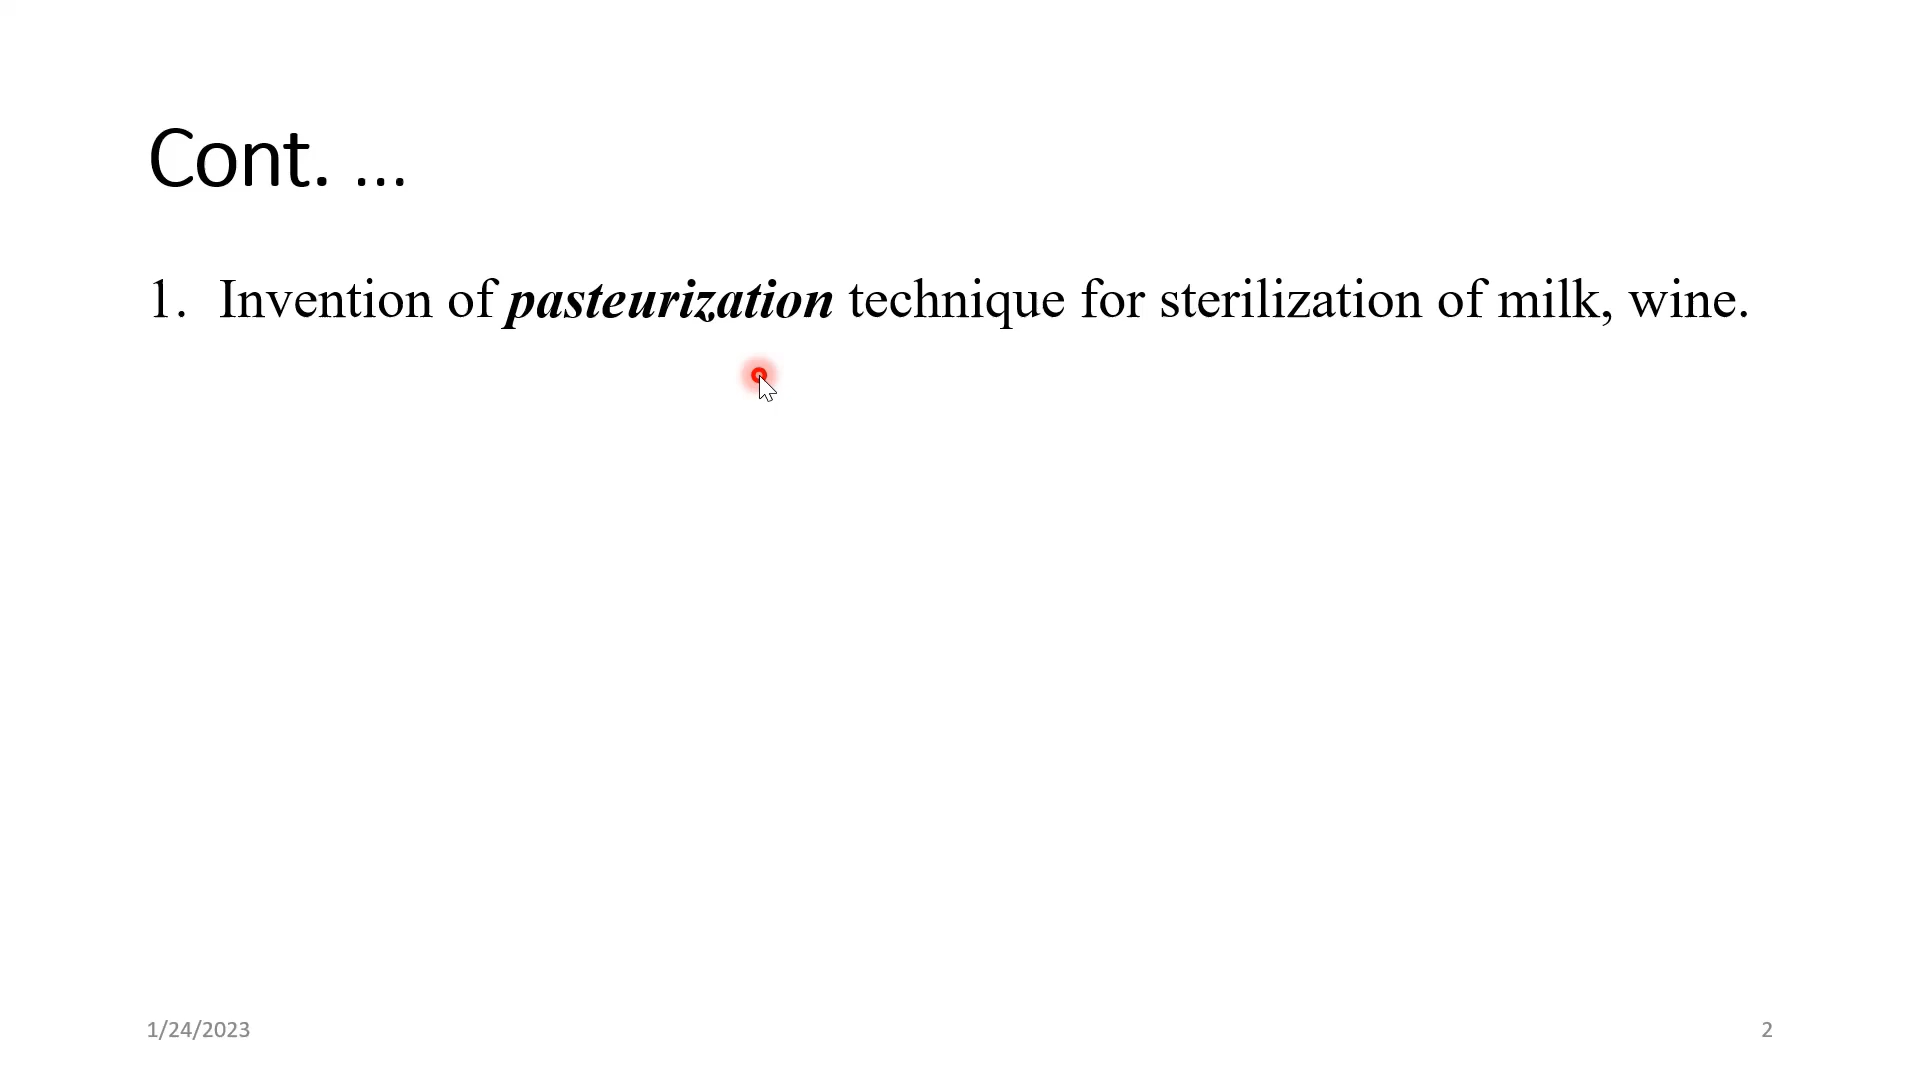 Cont. ...
1. Invention of pasteurization technique for sterilization of milk, wine.
1/24/2023
2